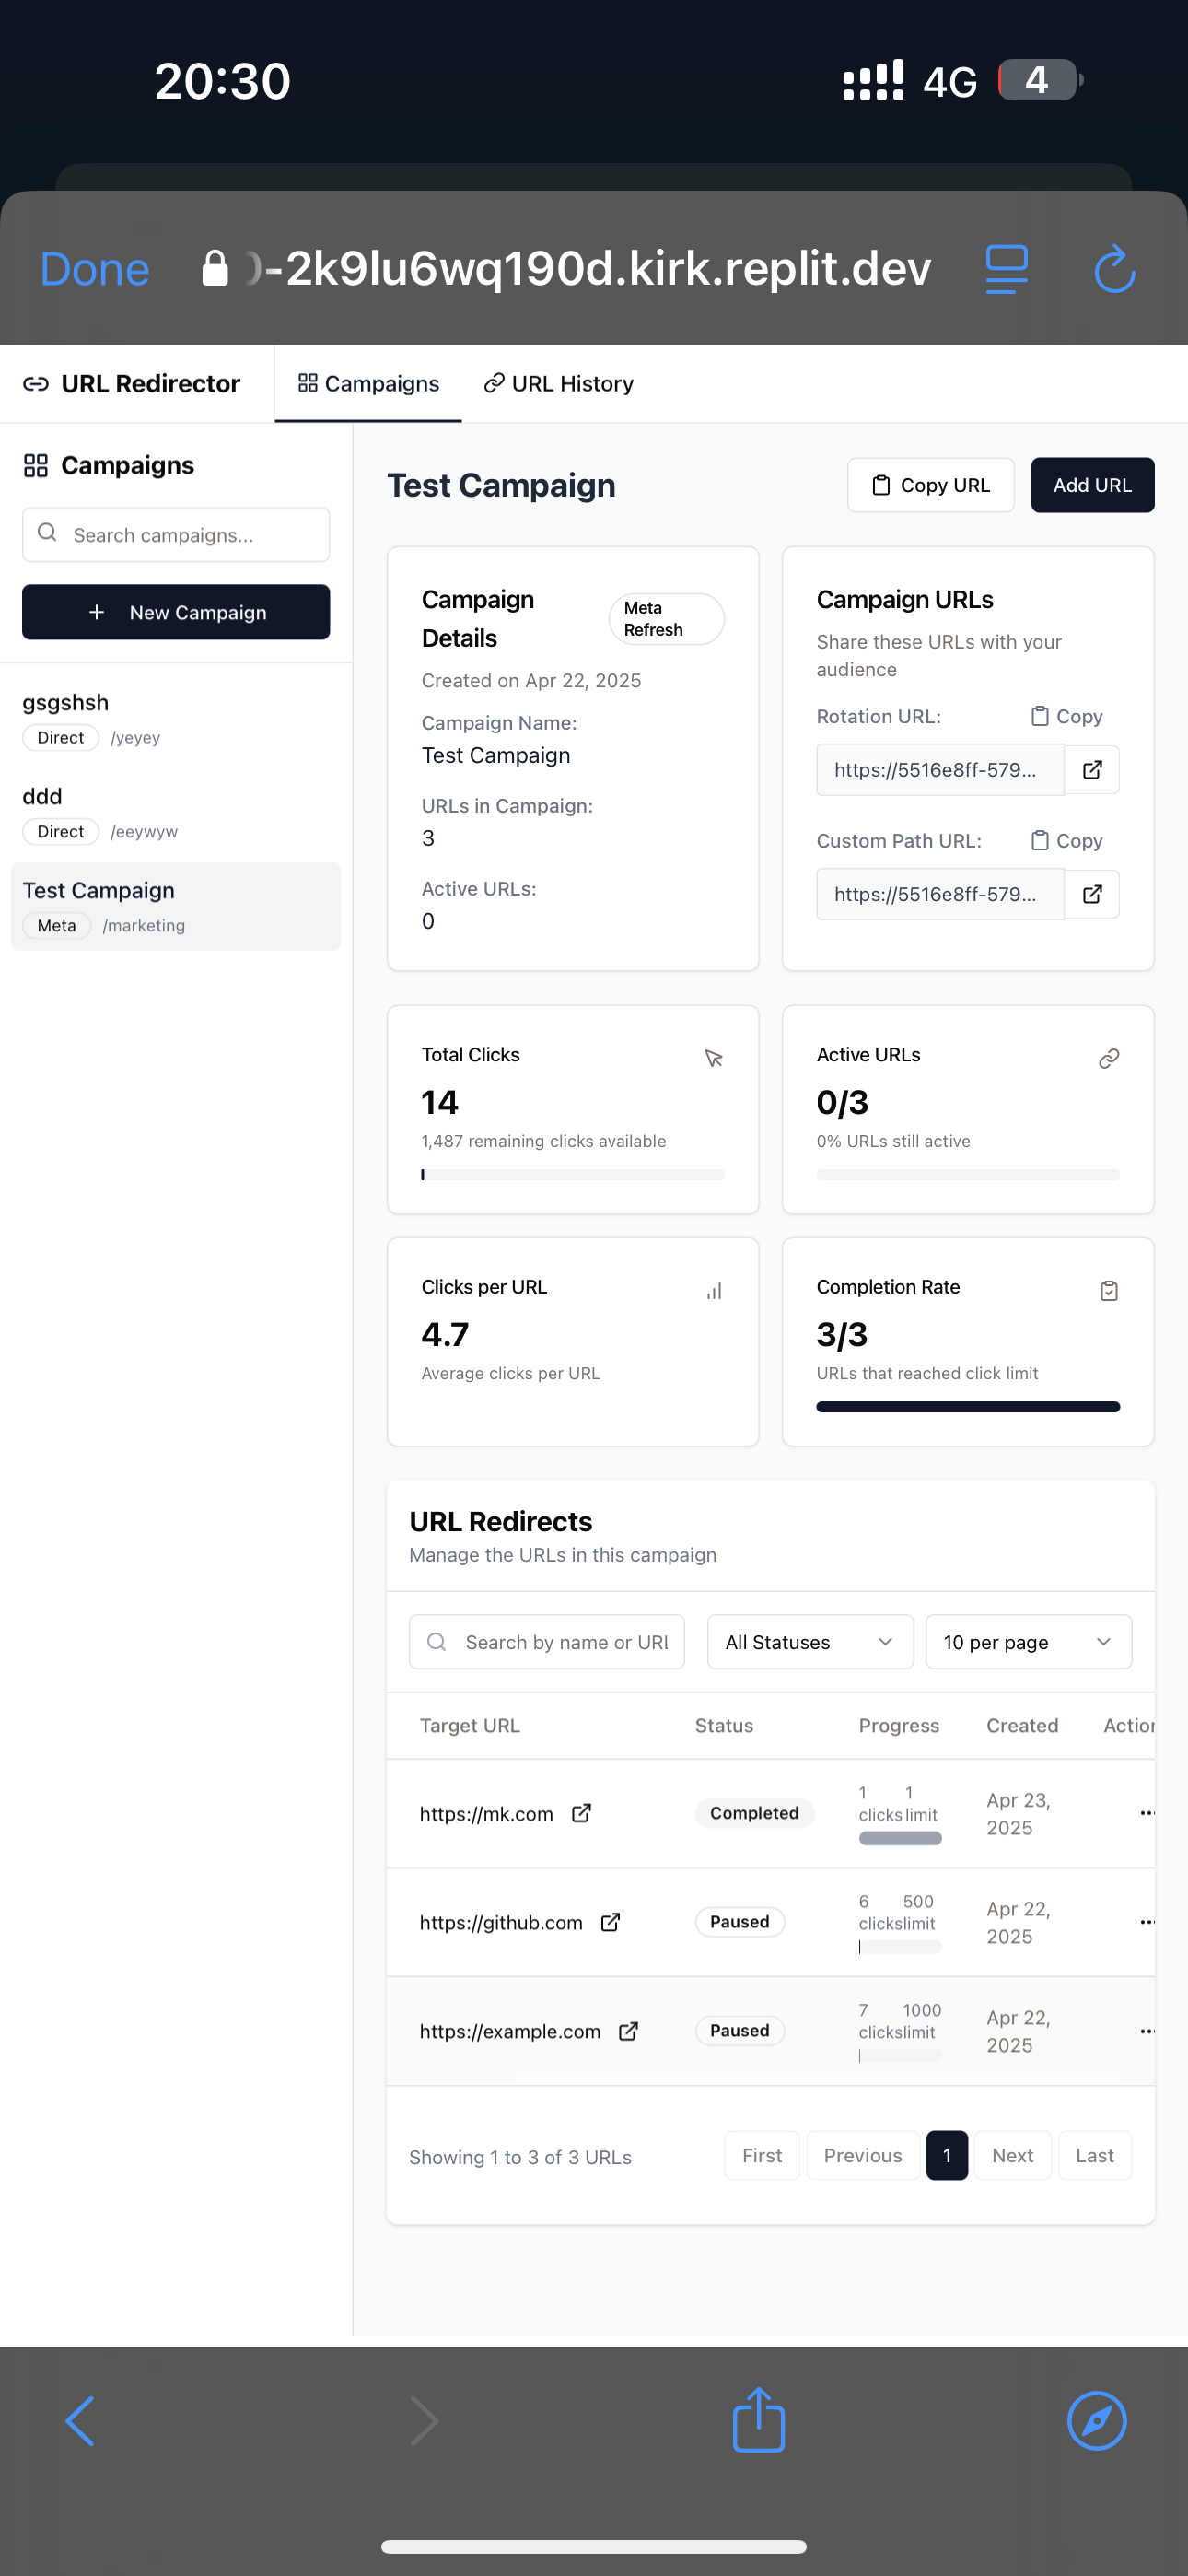 20:30
4G
4
Done
-2k9lu6wq190d.kirk.replit.dev
URL Redirector
Campaigns
URL History
Campaigns
Search campaigns...
+ New Campaign
gsgshsh
Direct /yeyey
ddd
Direct /eeywyw
Test Campaign
Meta /marketing
Test Campaign
Copy URL
Add URL
Campaign
Details
Meta
Refresh
Created on Apr 22, 2025
Campaign Name:
Test Campaign
URLs in Campaign:
3
Active URLs:
0
Campaign URLs
Share these URLs with your
audience
Rotation URL:
Copy
https://5516e8ff-579...
Custom Path URL:
Copy
https://5516e8ff-579...
Total Clicks
14
1,487 remaining clicks available
Active URLs
0/3
0% URLs still active
Clicks per URL
4.7
Average clicks per URL
Completion Rate
3/3
URLs that reached click limit
URL Redirects
Manage the URLs in this campaign
Search by name or URL
All Statuses
10 per page
Target URL Status Progress Created Action
https://mk.com Completed 1 clicks 1 limit Apr 23, 2025 ...
https://github.com Paused 6 clicks 500 limit Apr 22, 2025 ...
https://example.com Paused 7 clicks 1000 limit Apr 22, 2025 ...
Showing 1 to 3 of 3 URLs
First Previous 1 Next Last